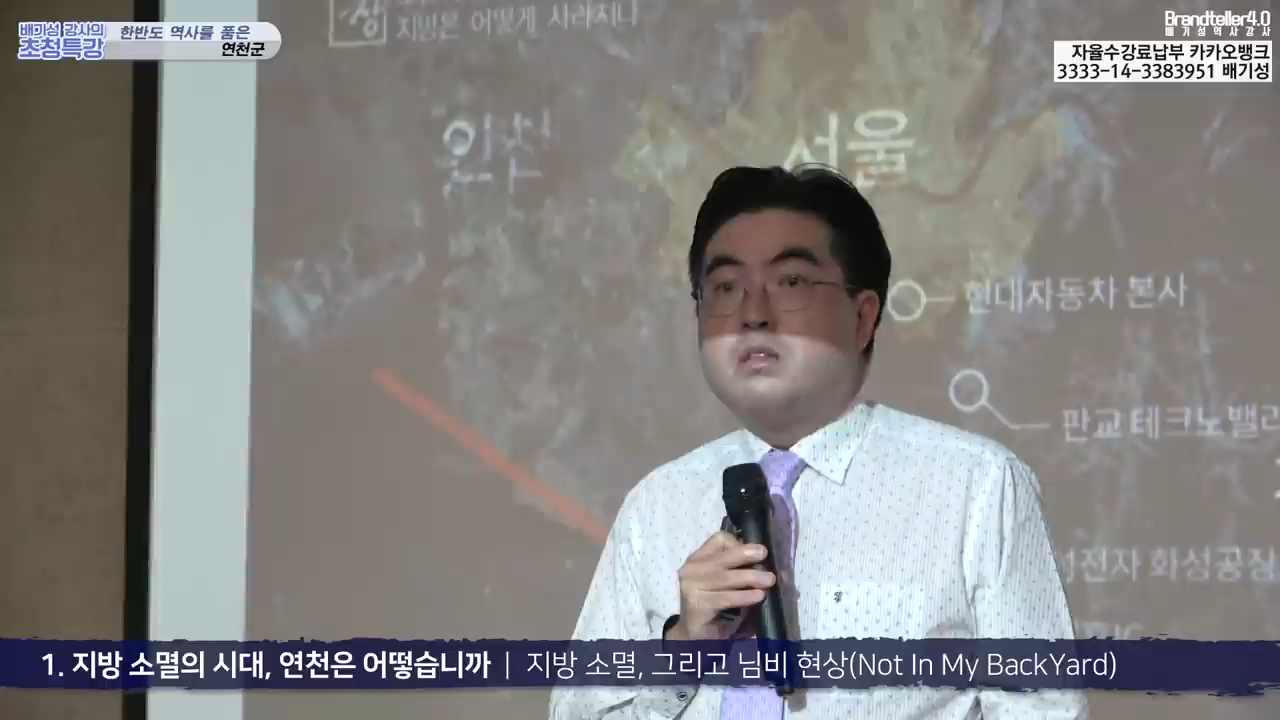 배기성 강사의
초청특강
한반도 역사를 품은
연천군
Brandteller4.0
배기성역사강사
자율수강료납부 카카오뱅크
3333-14-3383951 배기성
지방은 어떻게 사라지나
인천
서울
현대자동차 본사
판교 테크노밸리
성전자 화성공장
1. 지방 소멸의 시대, 연천은 어떻습니까 | 지방 소멸, 그리고 님비 현상(Not In My BackYard)